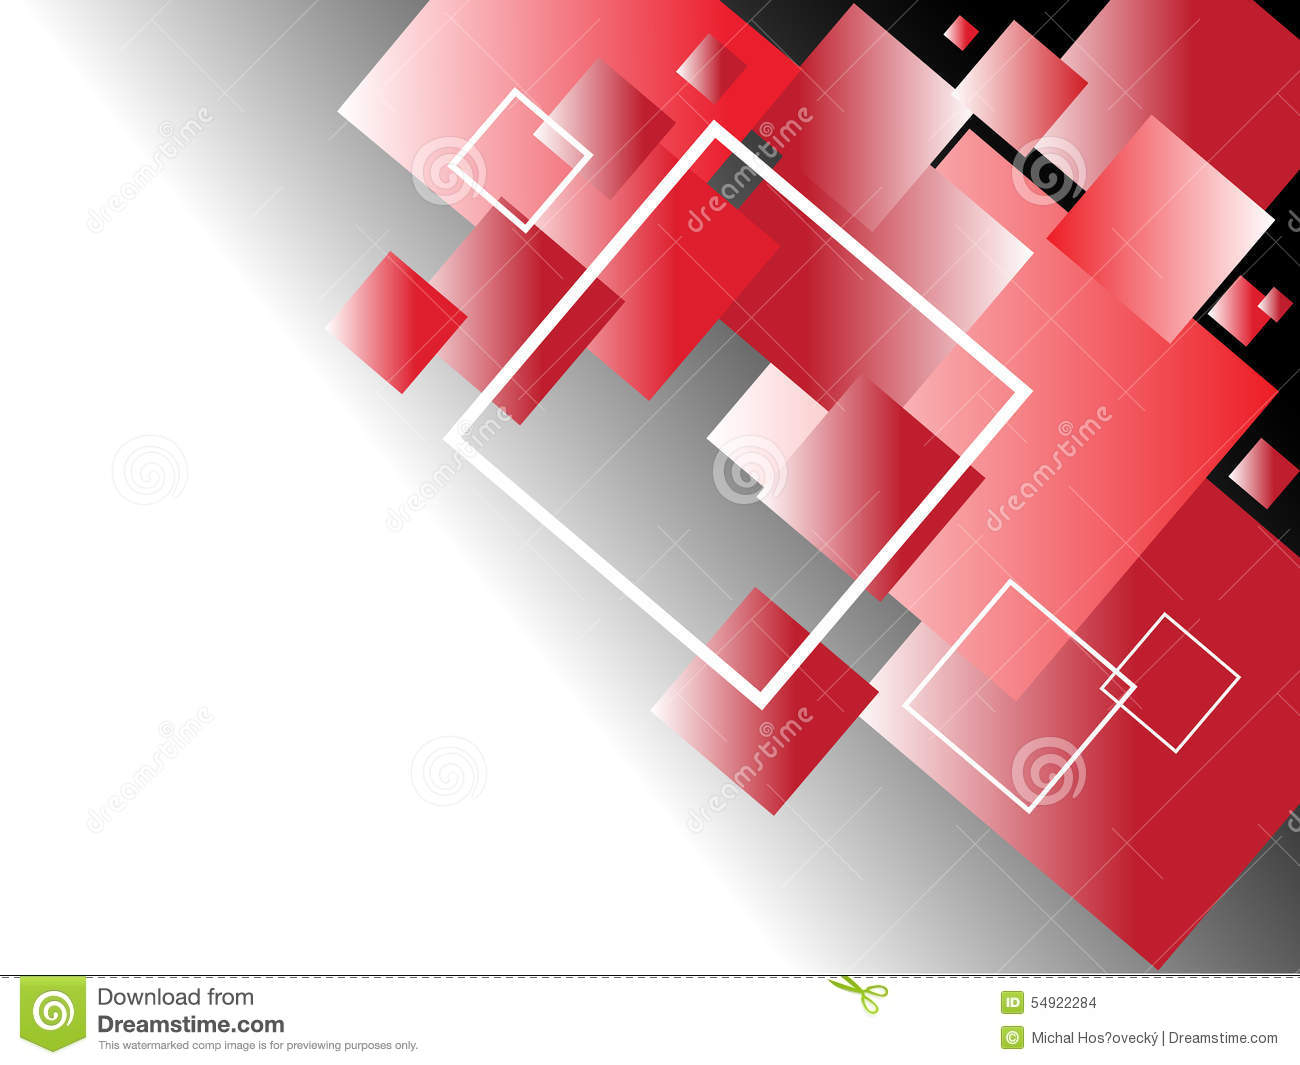 dreamstime
dreamstime
dreamstime
dreamstime
dreamstime
dreamstime
Download from
Dreamstime.com
This watermarked comp image is for previewing purposes only.
ID 54922284
© Michal Hos?ovecký | Dreamstime.com